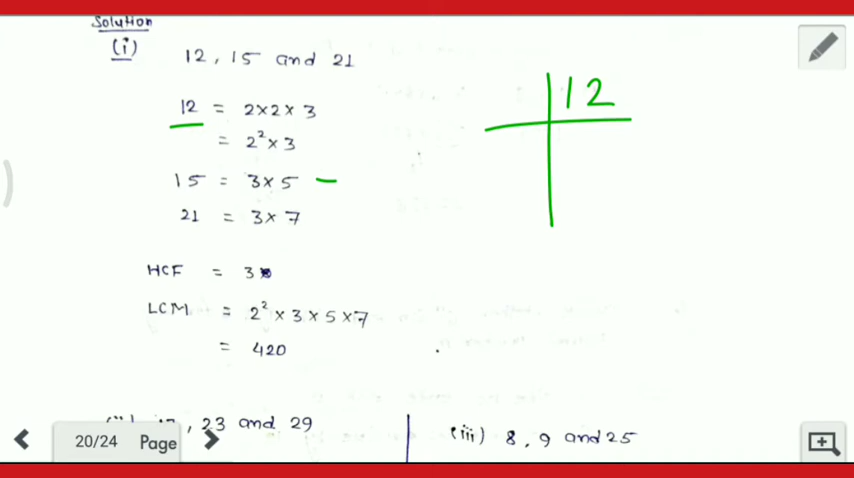 Solution
(i)
12, 15 and 21
12
12 = 2×2×3
= 2² × 3
15 = 3×5
21 = 3×7
HCF = 3
LCM = 2² × 3 × 5 × 7
= 420
, 23 and 29
(iii) 8, 9 and 25
20/24 Page